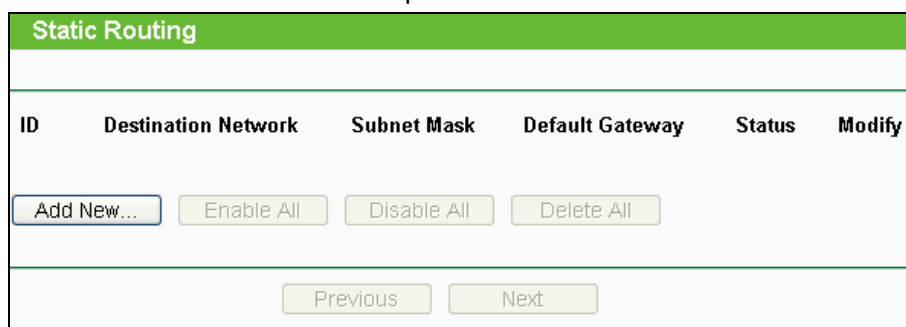 Static Routing
ID Destination Network Subnet Mask Default Gateway Status Modify
Add New... Enable All Disable All Delete All
Previous Next